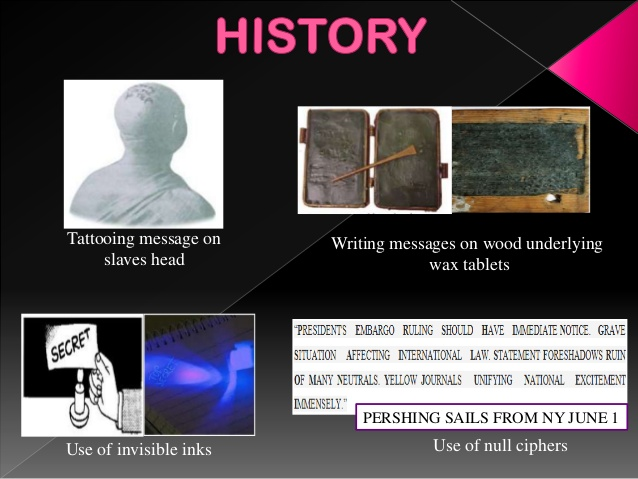 HISTORY
Tattooing message on
slaves head
Writing messages on wood underlying
wax tablets
SECRET
Use of invisible inks
“PRESIDENT'S EMBARGO RULING SHOULD HAVE IMMEDIATE NOTICE. GRAVE
SITUATION AFFECTING INTERNATIONAL LAW. STATEMENT FORESHADOWS RUIN
OF MANY NEUTRALS. YELLOW JOURNALS UNIFYING NATIONAL EXCITEMENT
IMMENSELY.”
PERSHING SAILS FROM NY JUNE 1
Use of null ciphers